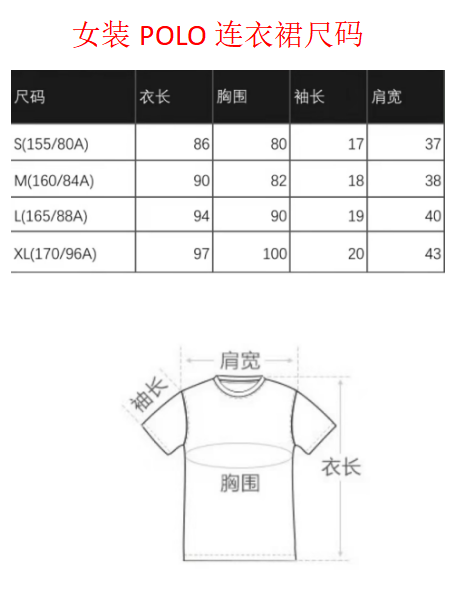 女装 POLO 连衣裙尺码
尺码 衣长 胸围 袖长 肩宽
S(155/80A) 86 80 17 37
M(160/84A) 90 82 18 38
L(165/88A) 94 90 19 40
XL(170/96A) 97 100 20 43
肩宽
袖长
衣长
胸围